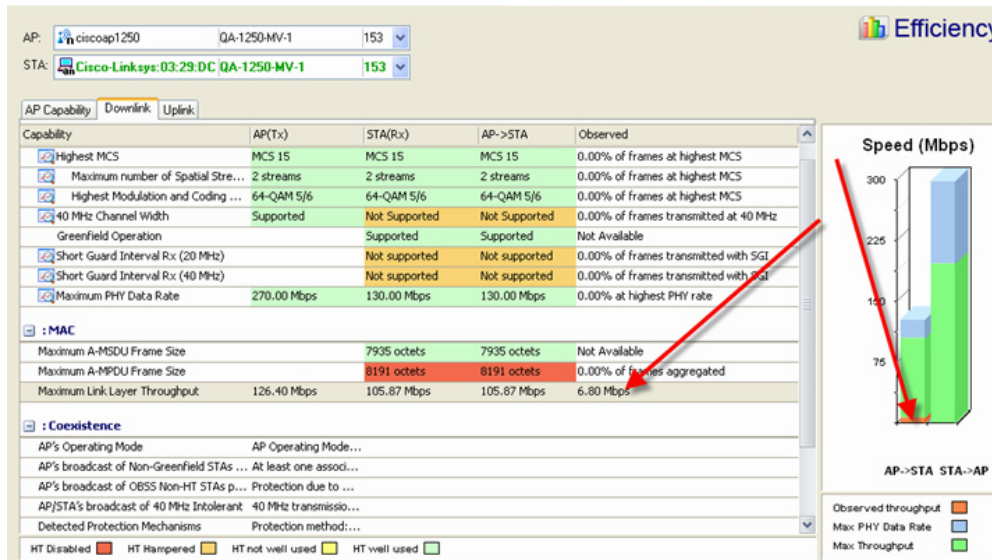 AP: ciscoap1250 QA-1250-MV-1 153
Efficiency
STA: Cisco-Linksys:03:29:DC QA-1250-MV-1 153
AP Capability Downlink Uplink
Capability AP(Tx) STA(Rx) AP->STA Observed
Highest MCS MCS 15 MCS 15 MCS 15 0.00% of frames at highest MCS
Maximum number of Spatial Stre... 2 streams 2 streams 2 streams 0.00% of frames at highest MCS
Highest Modulation and Coding ... 64-QAM 5/6 64-QAM 5/6 64-QAM 5/6 0.00% of frames at highest MCS
40 MHz Channel Width Supported Not Supported Not Supported 0.00% of frames transmitted at 40 MHz
Greenfield Operation Supported Supported Not Available
Short Guard Interval Rx (20 MHz) Not supported Not supported 0.00% of frames transmitted with SGI
Short Guard Interval Rx (40 MHz) Not supported Not supported 0.00% of frames transmitted with SGI
Maximum PHY Data Rate 270.00 Mbps 130.00 Mbps 130.00 Mbps 0.00% at highest PHY rate
: MAC
Maximum A-MSDU Frame Size 7935 octets 7935 octets Not Available
Maximum A-MPDU Frame Size 8191 octets 8191 octets 0.00% of frames aggregated
Maximum Link Layer Throughput 126.40 Mbps 105.87 Mbps 105.87 Mbps 6.80 Mbps
: Coexistence
AP's Operating Mode AP Operating Mode...
AP's broadcast of Non-Greenfield STAs ... At least one associ...
AP's broadcast of OBSS Non-HT STAs p... Protection due to ...
AP/STA's broadcast of 40 MHz Intolerant 40 MHz transmissio...
Detected Protection Mechanisms Protection method:...
HT Disabled HT Hampered HT not well used HT well used
Speed (Mbps)
300
225
150
75
AP->STA STA->AP
Observed throughput
Max PHY Data Rate
Max Throughput